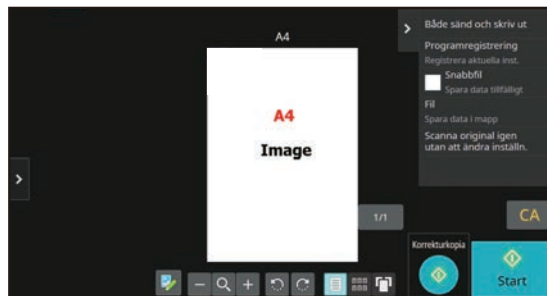 A4
A4
Image
1/1
Både sänd och skriv ut
Programregistrering
Registrera aktuella inst.
Snabbfil
Spara data tillfälligt
Fil
Spara data i mapp
Scanna original igen
utan att ändra inställn.
CA
Korrekturkopia
Start